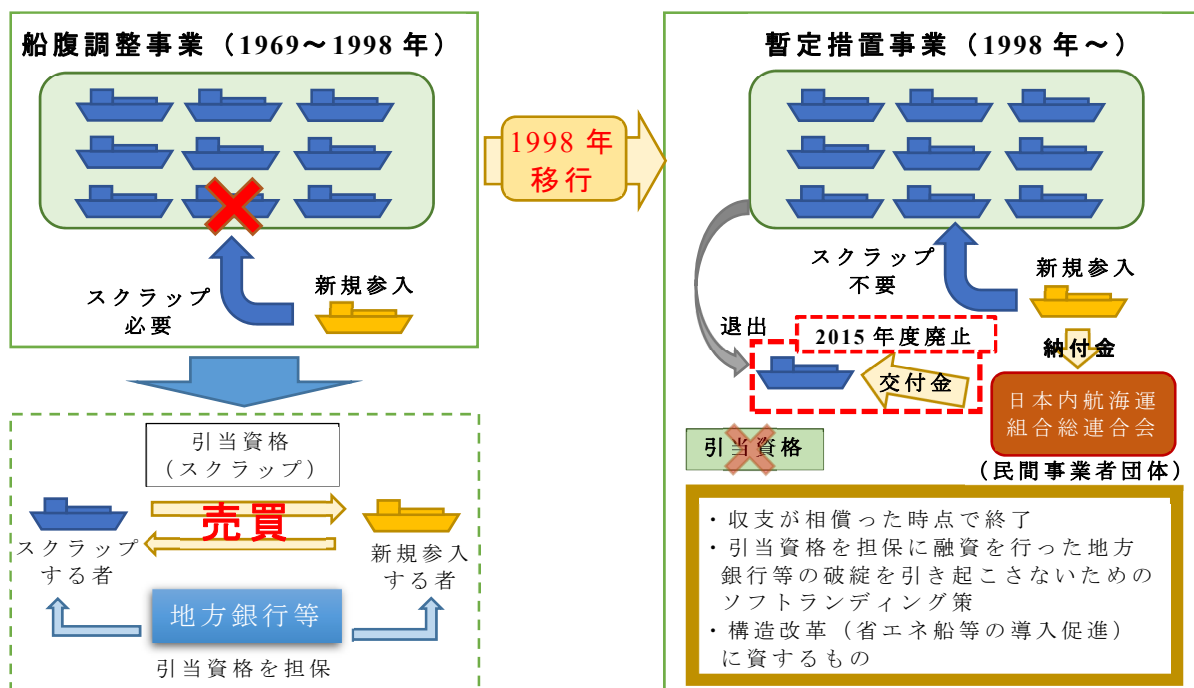 船腹調整事業（1969～1998 年）
スクラップ
必要
新規参入
引当資格
（スクラップ）
売買
スクラップ
する者
新規参入
する者
地方銀行等
引当資格を担保
1998 年
移行
暫定措置事業（1998 年～）
スクラップ
不要
新規参入
退出
2015 年度廃止
交付金
納付金
日本内航海運
組合総連合会
（民間事業者団体）
引当資格
・収支が相償った時点で終了
・引当資格を担保に融資を行った地方
銀行等の破綻を引き起こさないための
ソフトランディング策
・構造改革（省エネ船等の導入促進）
に資するもの